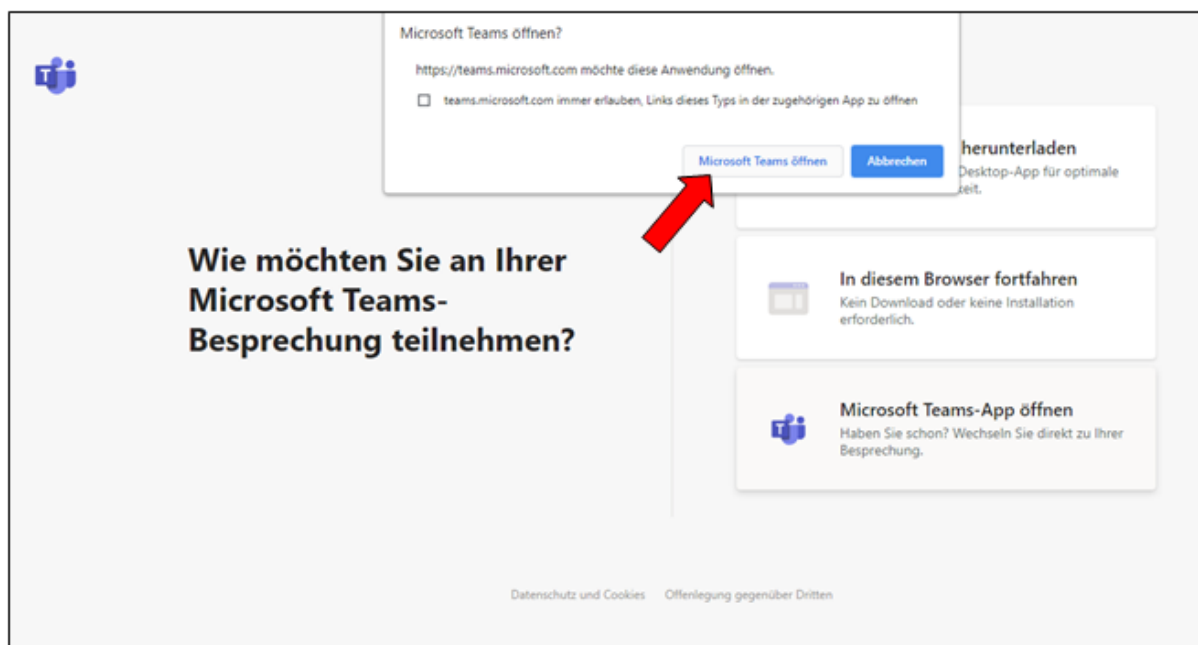 Microsoft Teams öffnen?
https://teams.microsoft.com möchte diese Anwendung öffnen.
teams.microsoft.com immer erlauben, Links dieses Typs in der zugehörigen App zu öffnen
Microsoft Teams öffnen
Abbrechen
herunterladen
Desktop-App für optimale
Wie möchten Sie an Ihrer
Microsoft Teams-
Besprechung teilnehmen?
In diesem Browser fortfahren
Kein Download oder keine Installation
erforderlich.
Microsoft Teams-App öffnen
Haben Sie schon? Wechseln Sie direkt zu Ihrer
Besprechung.
Datenschutz und Cookies
Offenlegung gegenüber Dritten